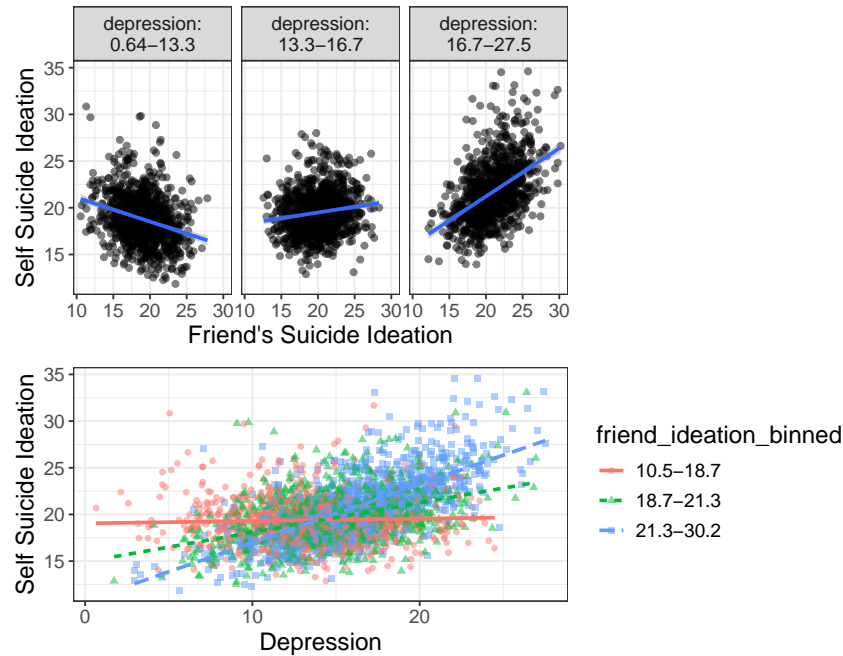 depression: depression: depression:
0.64−13.3 13.3−16.7 16.7−27.5
35
30
25
20
15
Self Suicide Ideation
10 15 20 25 30 10 15 20 25 30 10 15 20 25 30
Friend's Suicide Ideation
35
30
25
20
15
Self Suicide Ideation
0 10 20
Depression
friend_ideation_binned
10.5−18.7
18.7−21.3
21.3−30.2